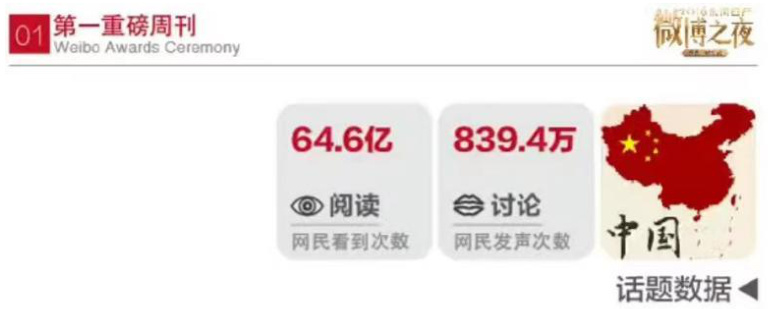 01 第一重磅周刊
Weibo Awards Ceremony
微博之夜
64.6亿
阅读
网民看到次数
839.4万
讨论
网民发声次数
中国
话题数据